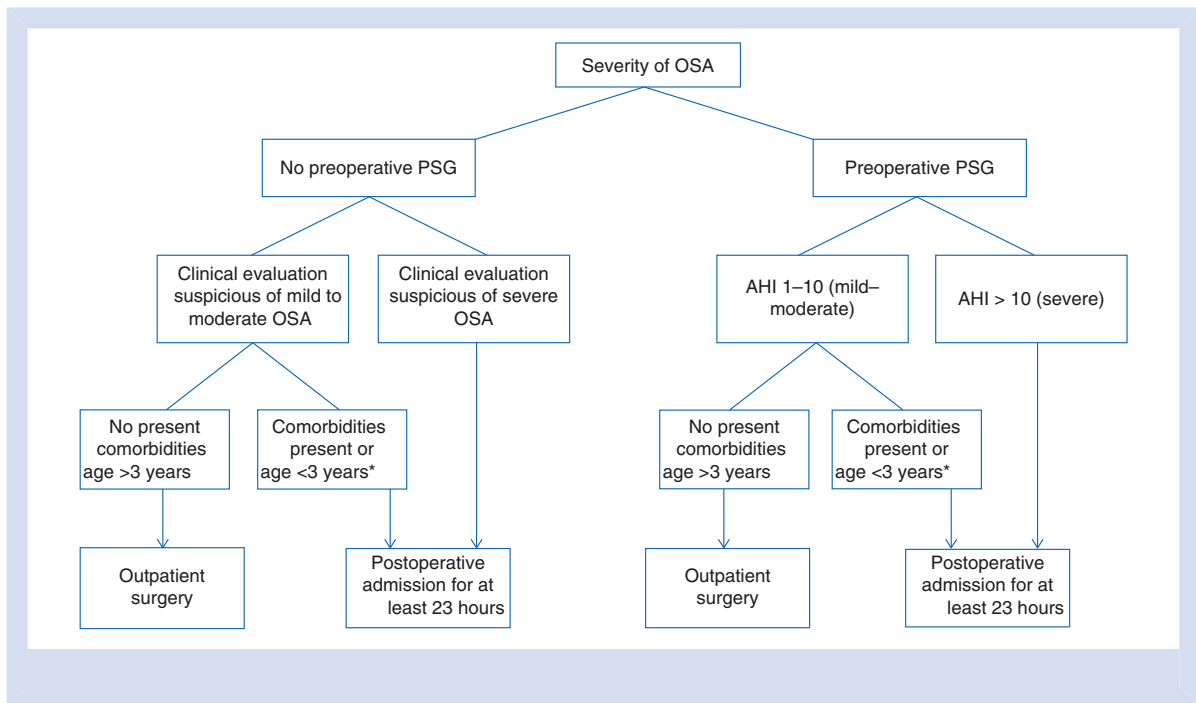 Severity of OSA
No preoperative PSG
Preoperative PSG
Clinical evaluation
suspicious of mild to
moderate OSA
Clinical evaluation
suspicious of severe
OSA
AHI 1–10 (mild–
moderate)
AHI > 10 (severe)
No present
comorbidities
age >3 years
Comorbidities
present or
age <3 years*
No present
comorbidities
age >3 years
Comorbidities
present or
age <3 years*
Outpatient
surgery
Postoperative
admission for at
least 23 hours
Outpatient
surgery
Postoperative
admission for at
least 23 hours